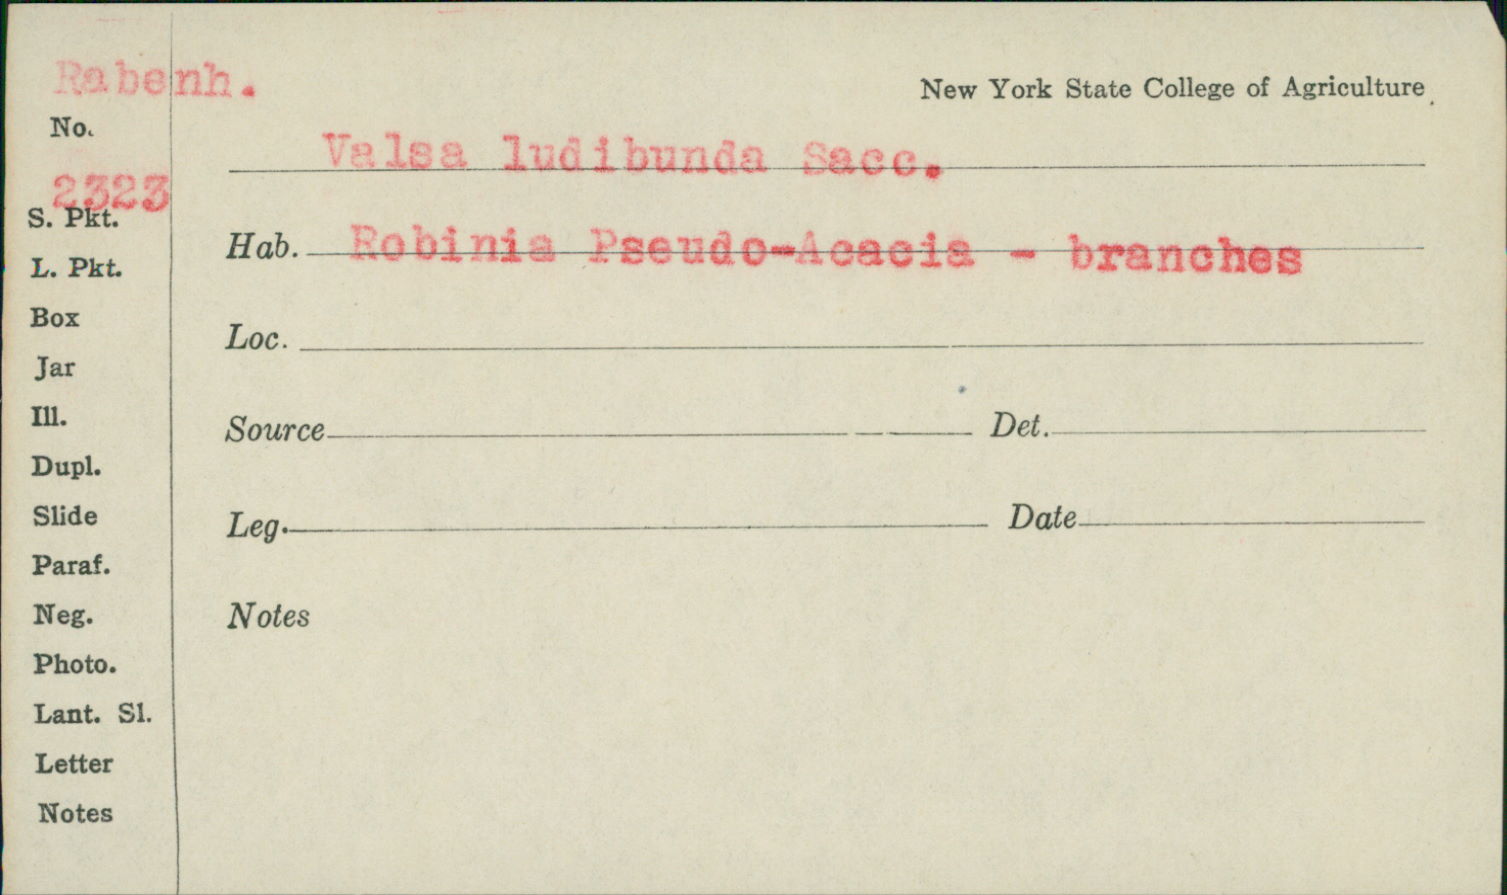 Rabenh.
New York State College of Agriculture
No.
Valsa ludibunda Sacc.
2323
S. Pkt.
Hab. Robinia Pseudo-Acacia - branches
L. Pkt.
Box
Loc.
Jar
Ill.
Source Det.
Dupl.
Slide
Leg. Date
Paraf.
Neg.
Notes
Photo.
Lant. Sl.
Letter
Notes